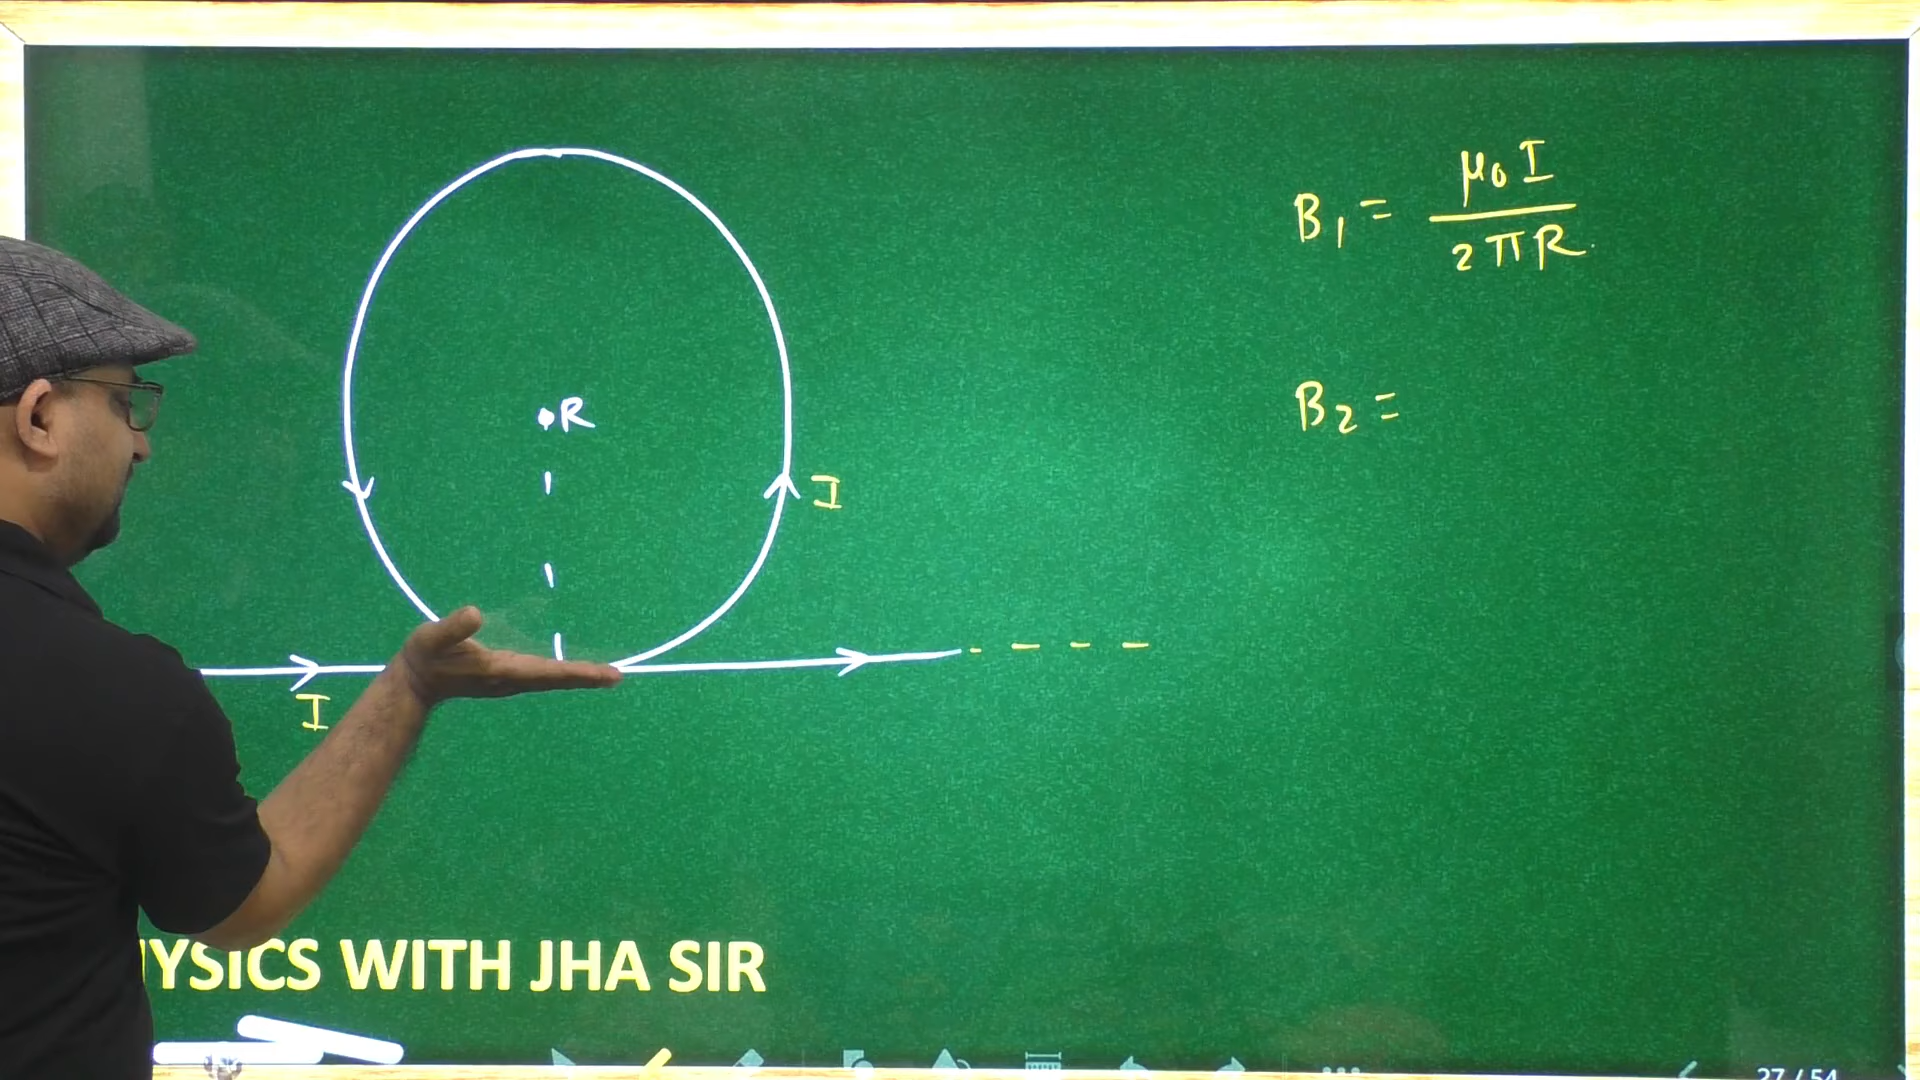 B₁ = μ₀I / 2πR
R
B₂ =
I
I
YSICS WITH JHA SIR
27 / 54